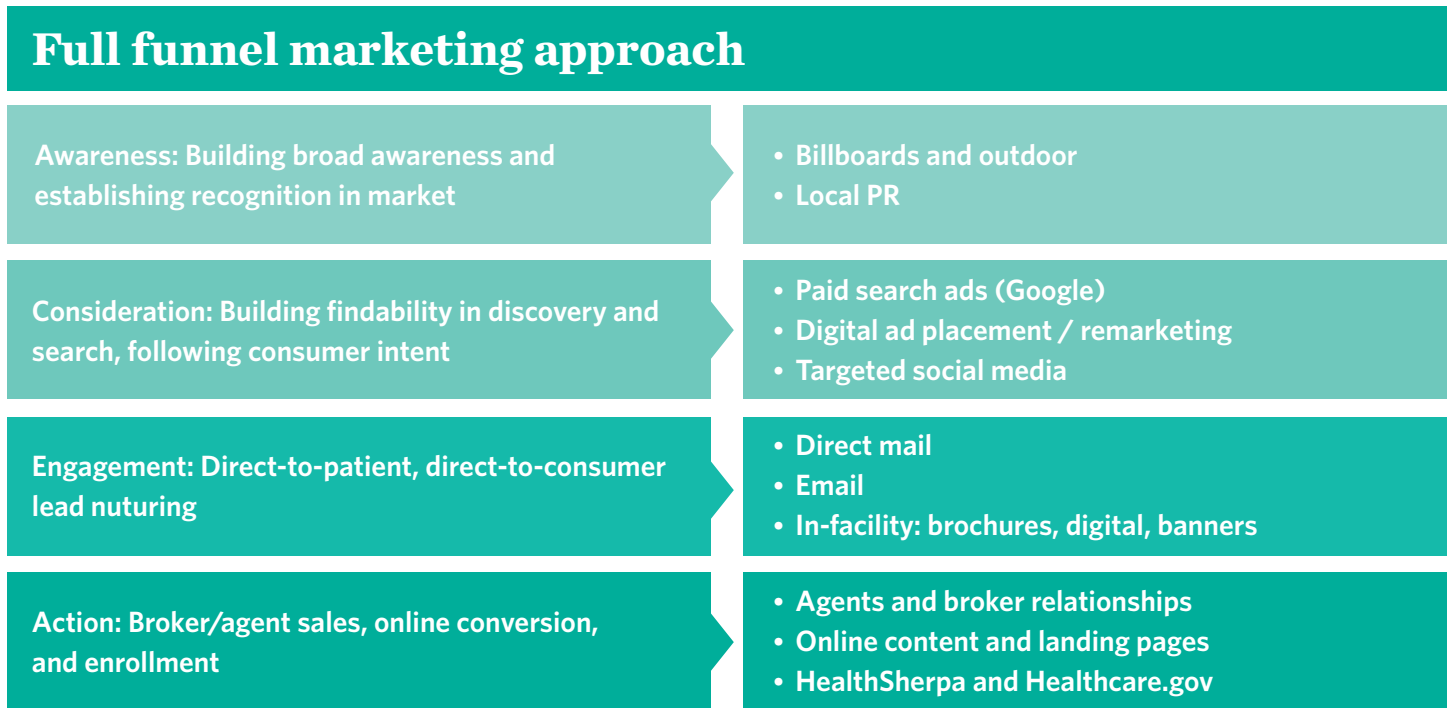 Full funnel marketing approach
Awareness: Building broad awareness and
establishing recognition in market
• Billboards and outdoor
• Local PR
Consideration: Building findability in discovery and
search, following consumer intent
• Paid search ads (Google)
• Digital ad placement / remarketing
• Targeted social media
Engagement: Direct-to-patient, direct-to-consumer
lead nuturing
• Direct mail
• Email
• In-facility: brochures, digital, banners
Action: Broker/agent sales, online conversion,
and enrollment
• Agents and broker relationships
• Online content and landing pages
• HealthSherpa and Healthcare.gov